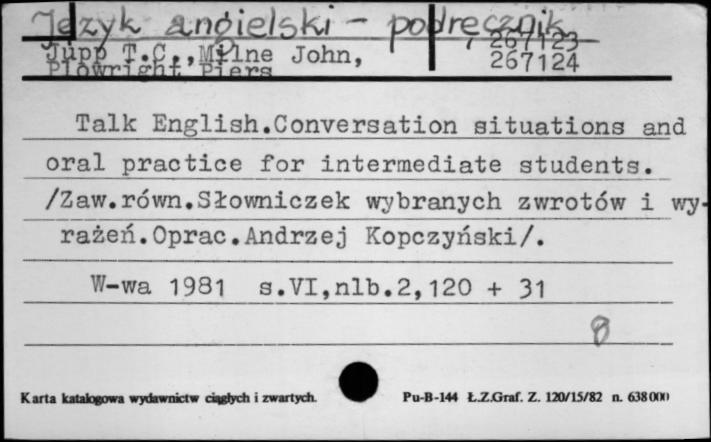 Język angielski - podręcznik
267123
Jupp T.C., Milne John,
267124
Plowright Piers
Talk English.Conversation situations and
oral practice for intermediate students.
/Zaw.równ.Słowniczek wybranych zwrotów i wy-
rażeń.Oprac.Andrzej Kopczyński/.
W-wa 1981 s.VI,nlb.2,120 + 31
8
Karta katalogowa wydawnictw ciągłych i zwartych.
Pu-B-144 Ł.Z.Graf. Z. 120/15/82 n. 638000